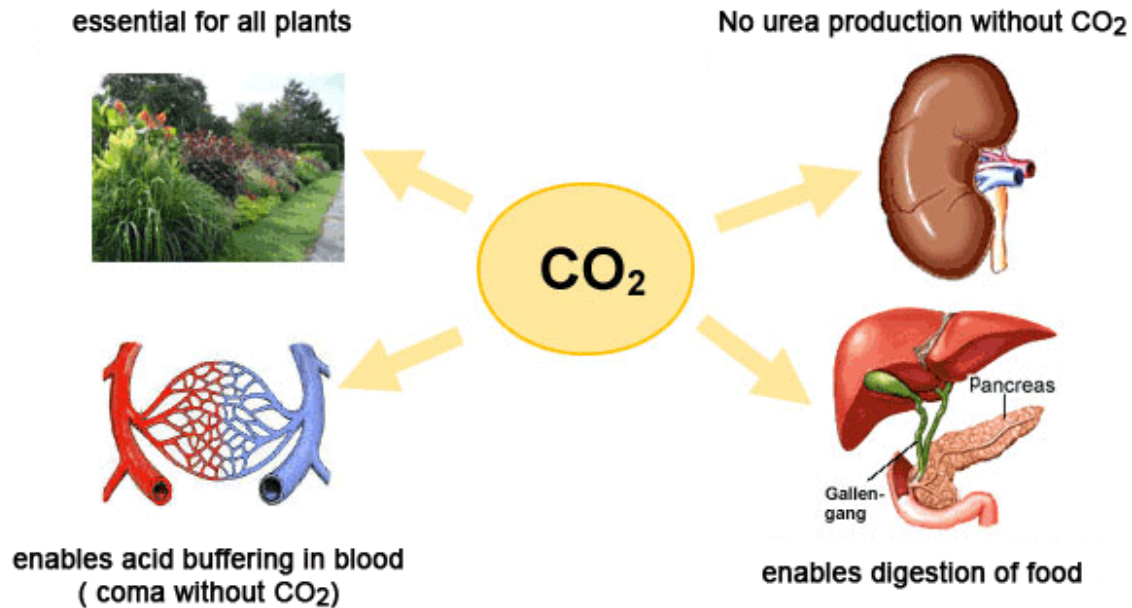 essential for all plants
No urea production without CO2
CO2
Pancreas
Gallen-
gang
enables acid buffering in blood
( coma without CO2)
enables digestion of food